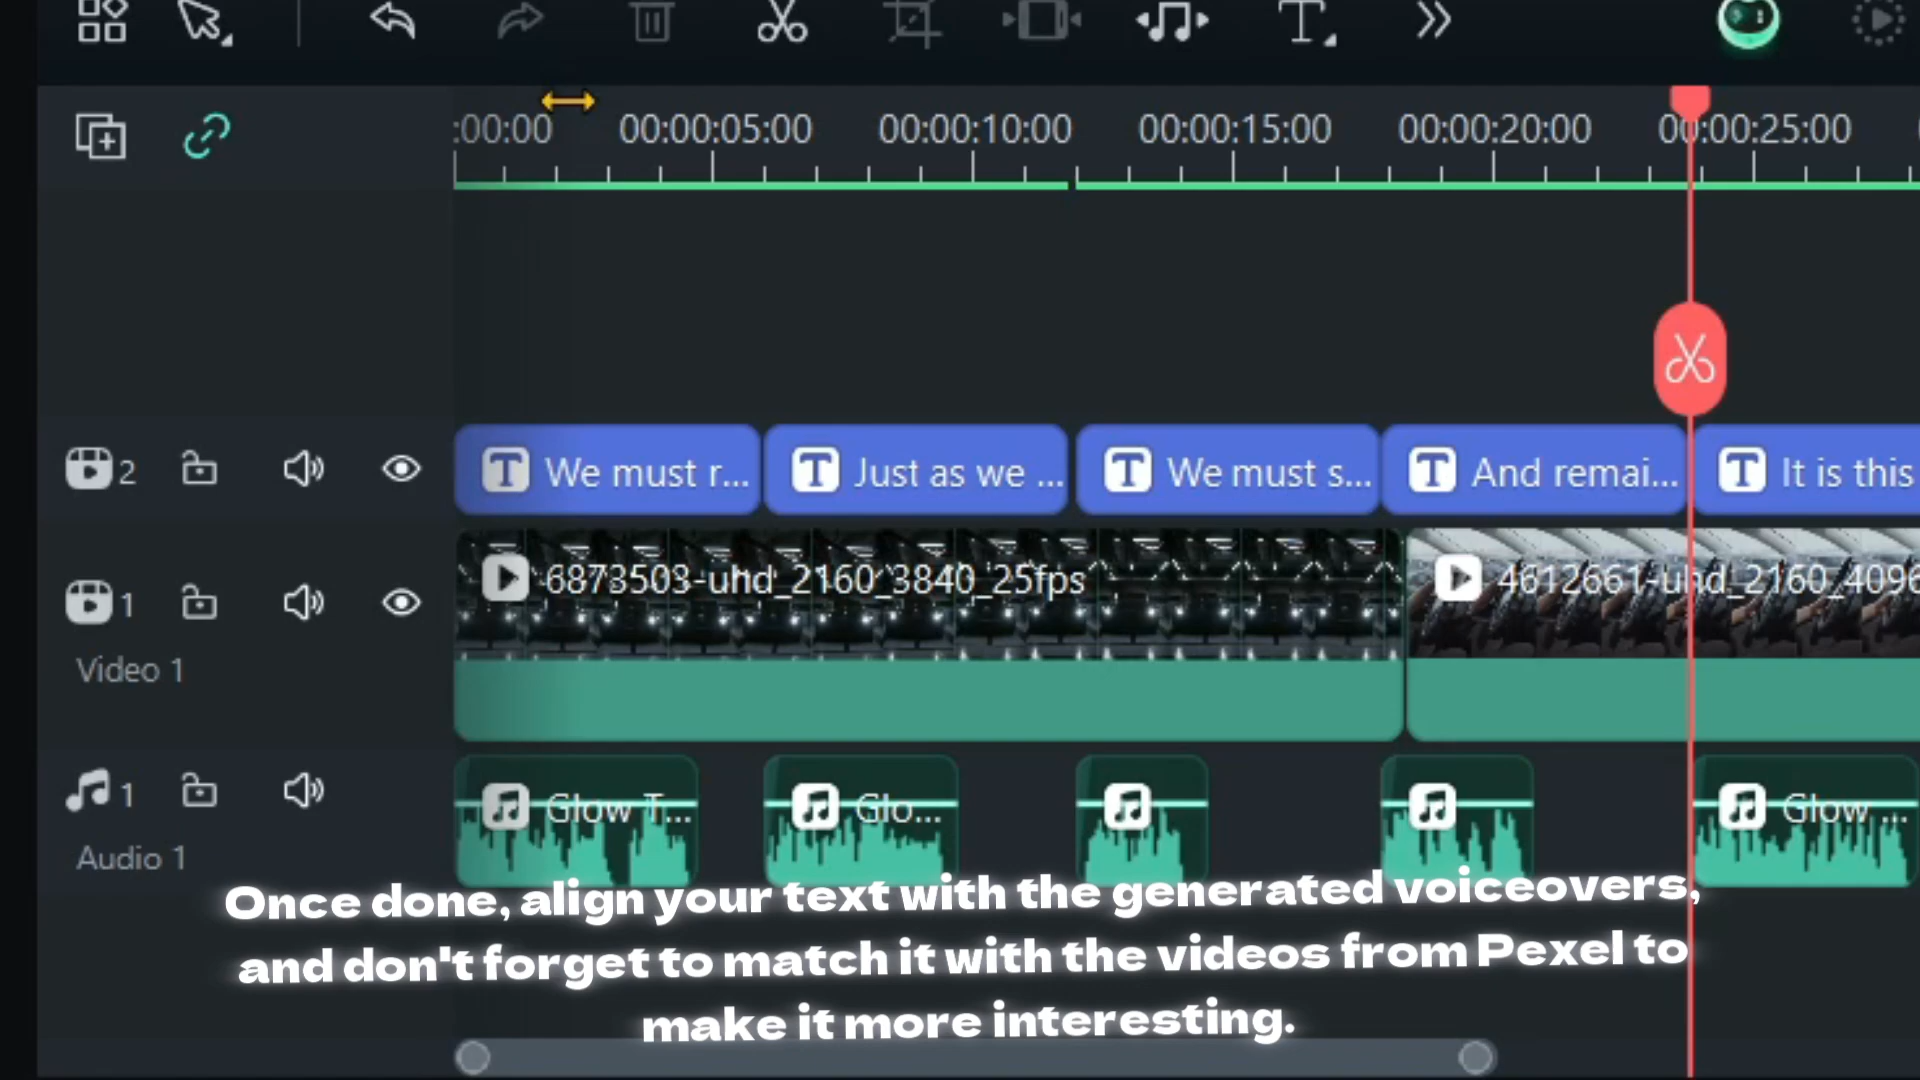 :00:00 00:00:05:00 00:00:10:00 00:00:15:00 00:00:20:00 00:00:25:00
2 We must r... Just as we ... We must s... And remai... It is this
6873503-uhd_2160_3840_25fps 4612661-uhd_2160_4096
1
Video 1
1 Glow T... Glo... Glow ...
Audio 1
Once done, align your text with the generated voiceovers,
and don't forget to match it with the videos from Pexel to
make it more interesting.